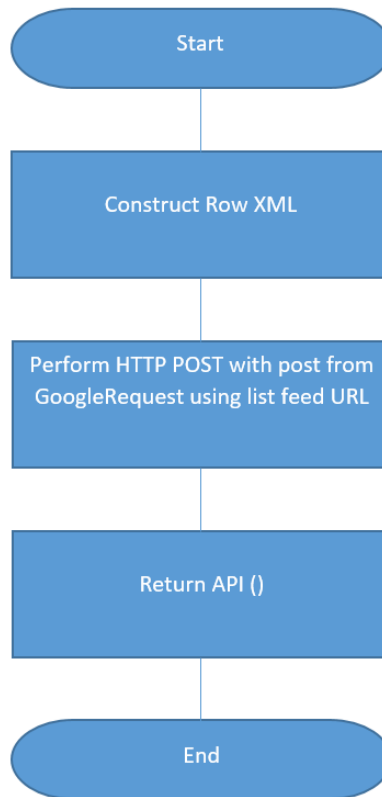 Start
Construct Row XML
Perform HTTP POST with post from
GoogleRequest using list feed URL
Return API ()
End